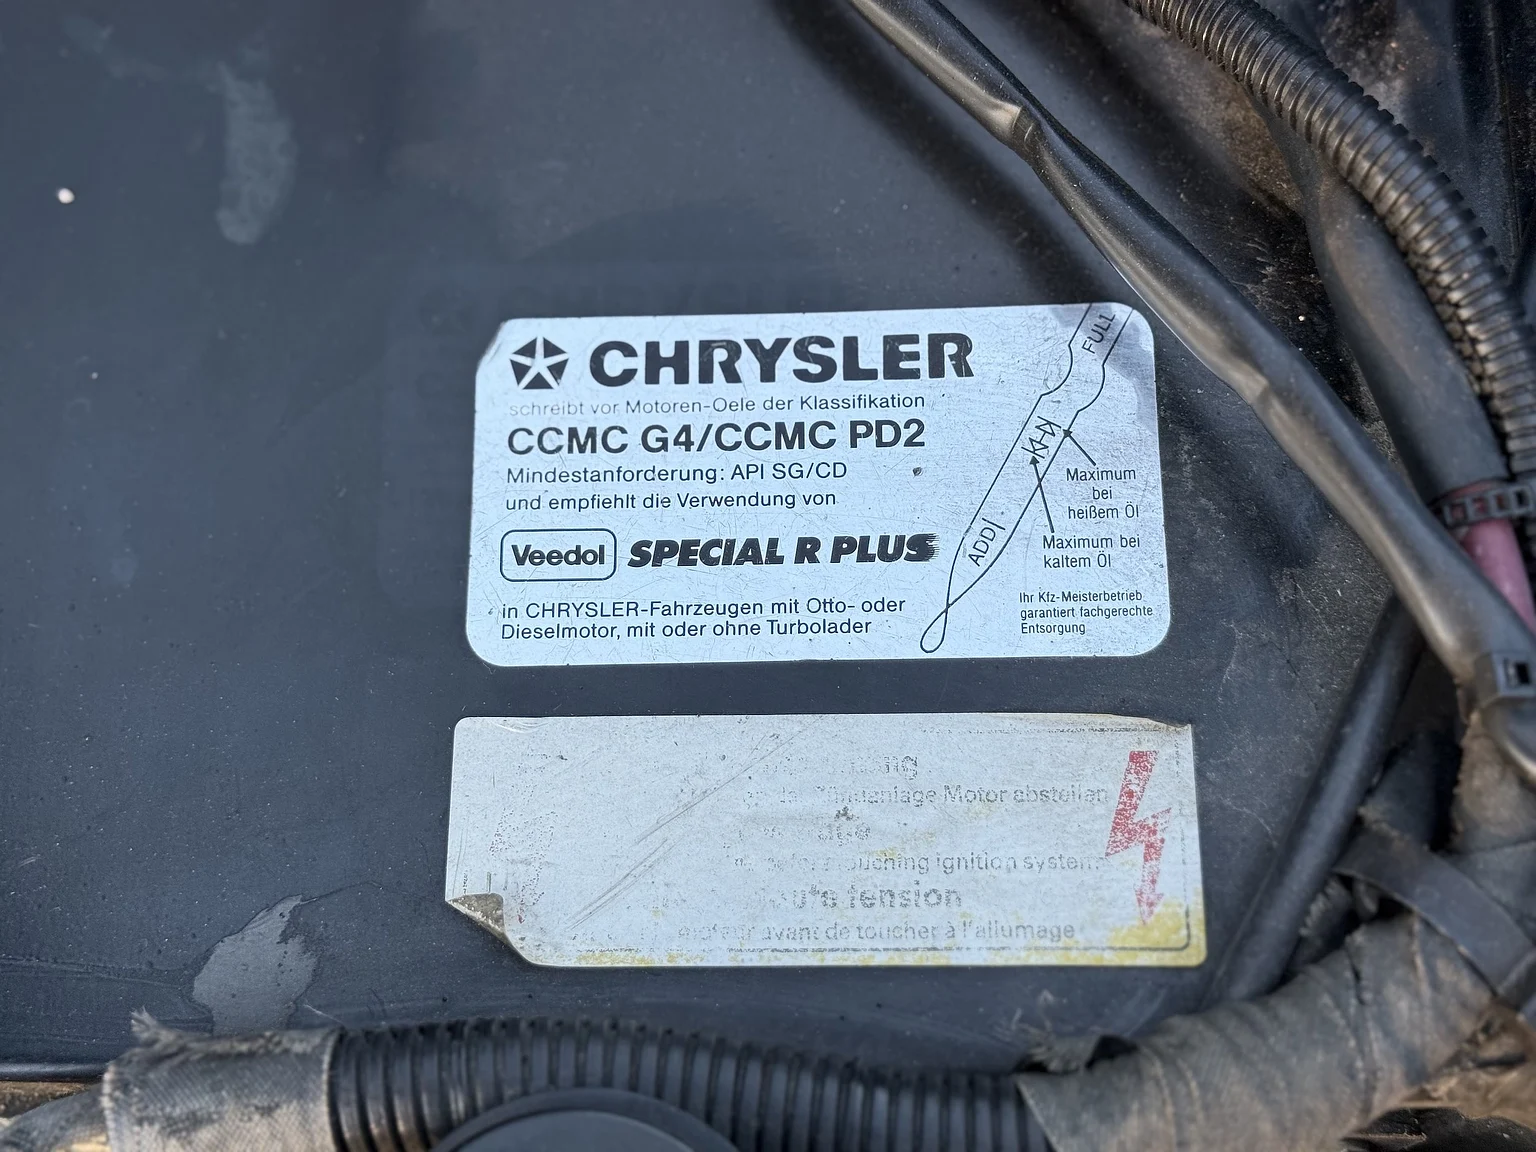 CHRYSLER
schreibt vor Motoren-Oele der Klassifikation
CCMC G4/CCMC PD2
Mindestanforderung: API SG/CD
und empfiehlt die Verwendung von
Veedol SPECIAL R PLUS
in CHRYSLER-Fahrzeugen mit Otto- oder
Dieselmotor, mit oder ohne Turbolader
FULL
ADD
Maximum
bei
heißem Öl
Maximum bei
kaltem Öl
Ihr Kfz-Meisterbetrieb
garantiert fachgerechte
Entsorgung
Motor abstellen
touching ignition system
tension
avant de toucher à l'allumage